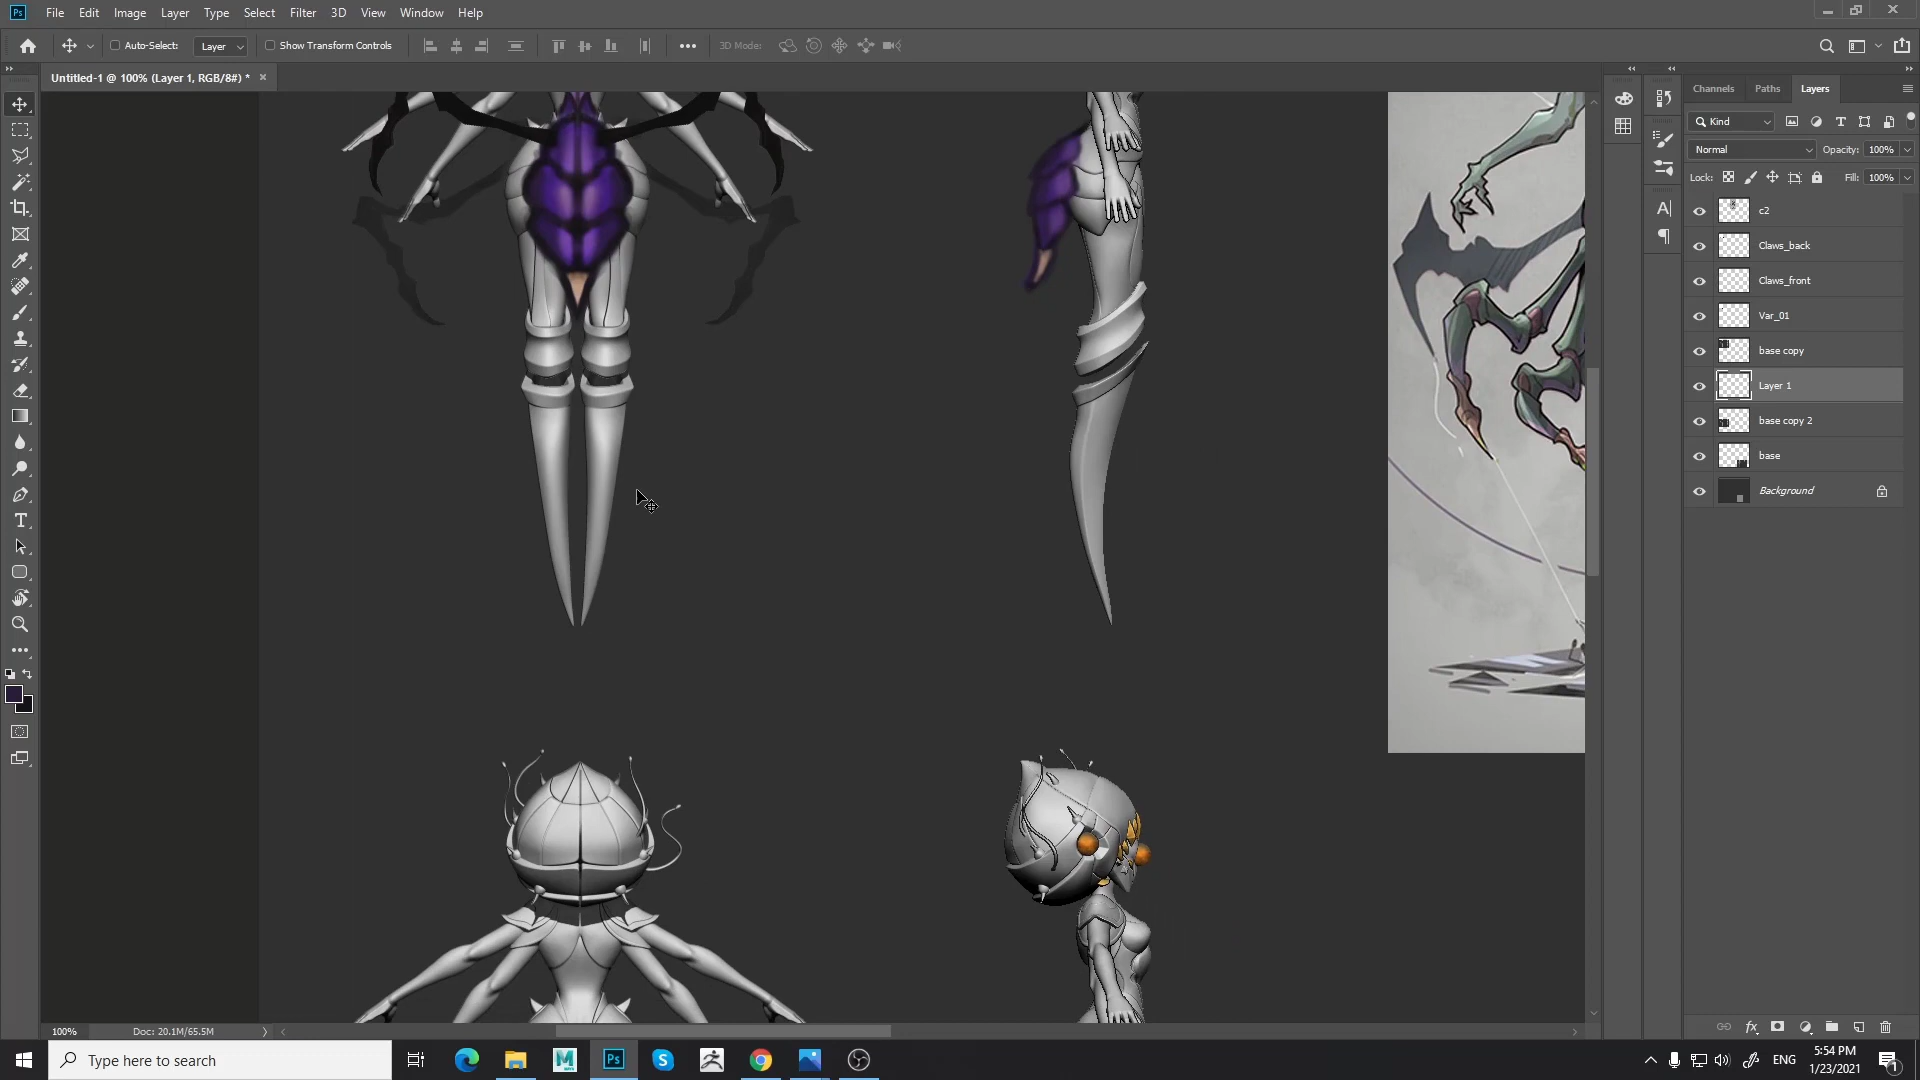 Ps File Edit Image Layer Type Select Filter 3D View Window Help
Auto-Select: Layer Show Transform Controls 3D Mode:
Untitled-1 @ 100% (Layer 1, RGB/8#) *
Channels Paths Layers
Kind
Normal Opacity: 100%
Lock: Fill: 100%
c2
Claws_back
Claws_front
Var_01
base copy
Layer 1
base copy 2
base
Background
100% Doc: 20.1M/65.5M
Type here to search
Ps
ENG
5:54 PM
1/23/2021
1